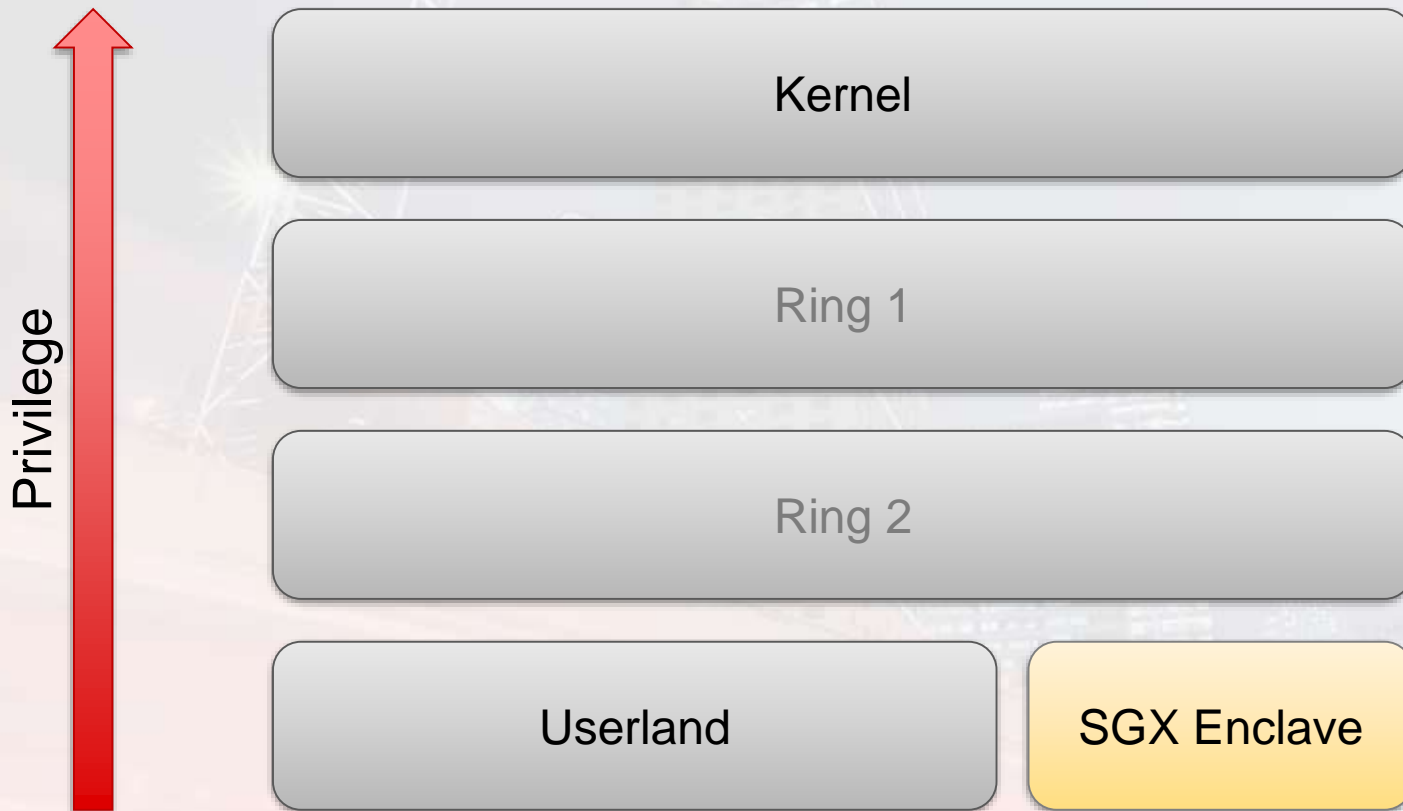 Kernel
Ring 1
Privilege
Ring 2
Userland
SGX Enclave